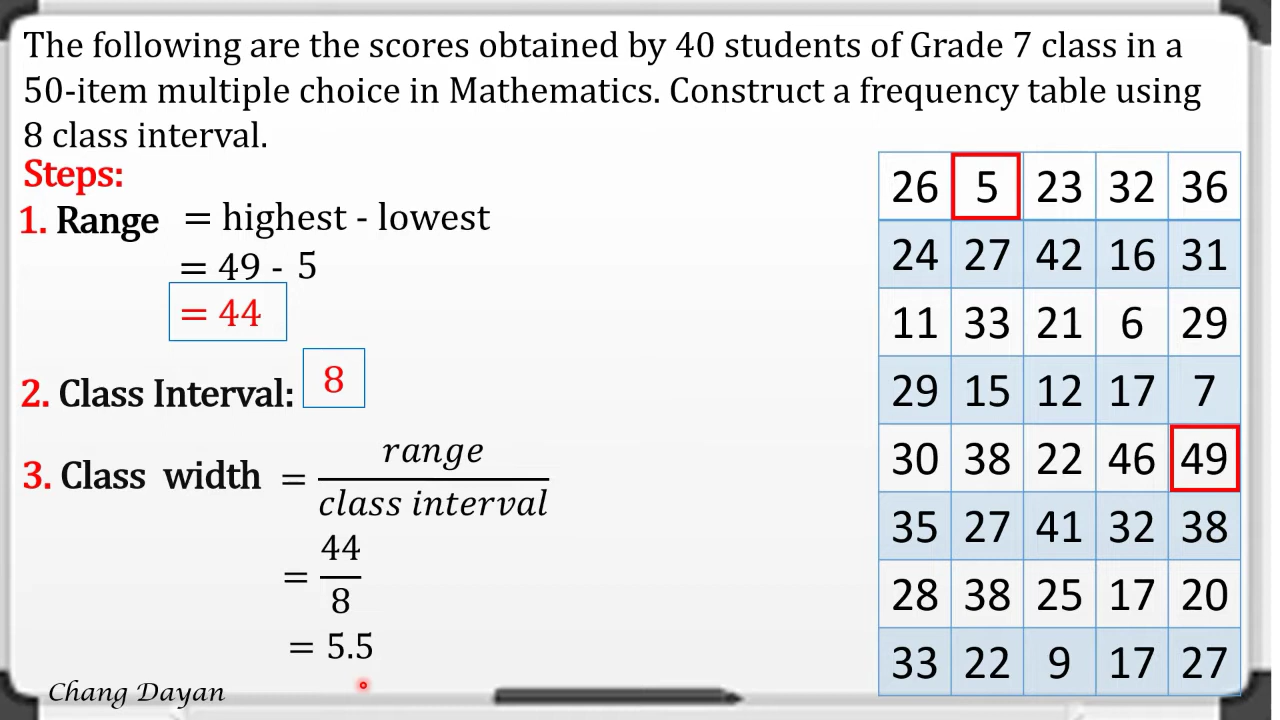 The following are the scores obtained by 40 students of Grade 7 class in a
50-item multiple choice in Mathematics. Construct a frequency table using
8 class interval.
Steps:
1. Range = highest - lowest
= 49 - 5
= 44
2. Class Interval: 8
3. Class width = range / class interval
= 44 / 8
= 5.5
26 5 23 32 36
24 27 42 16 31
11 33 21 6 29
29 15 12 17 7
30 38 22 46 49
35 27 41 32 38
28 38 25 17 20
33 22 9 17 27
Chang Dayan